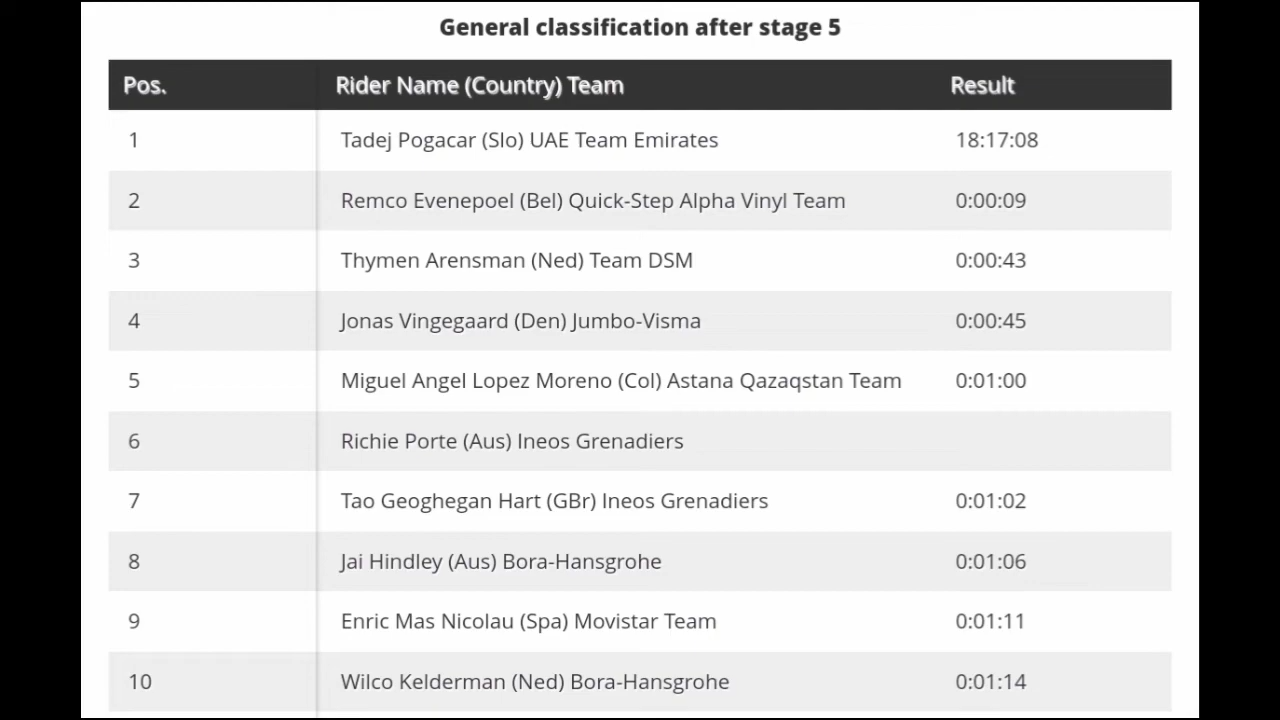 General classification after stage 5
Pos. Rider Name (Country) Team Result
1 Tadej Pogacar (Slo) UAE Team Emirates 18:17:08
2 Remco Evenepoel (Bel) Quick-Step Alpha Vinyl Team 0:00:09
3 Thymen Arensman (Ned) Team DSM 0:00:43
4 Jonas Vingegaard (Den) Jumbo-Visma 0:00:45
5 Miguel Angel Lopez Moreno (Col) Astana Qazaqstan Team 0:01:00
6 Richie Porte (Aus) Ineos Grenadiers
7 Tao Geoghegan Hart (GBr) Ineos Grenadiers 0:01:02
8 Jai Hindley (Aus) Bora-Hansgrohe 0:01:06
9 Enric Mas Nicolau (Spa) Movistar Team 0:01:11
10 Wilco Kelderman (Ned) Bora-Hansgrohe 0:01:14